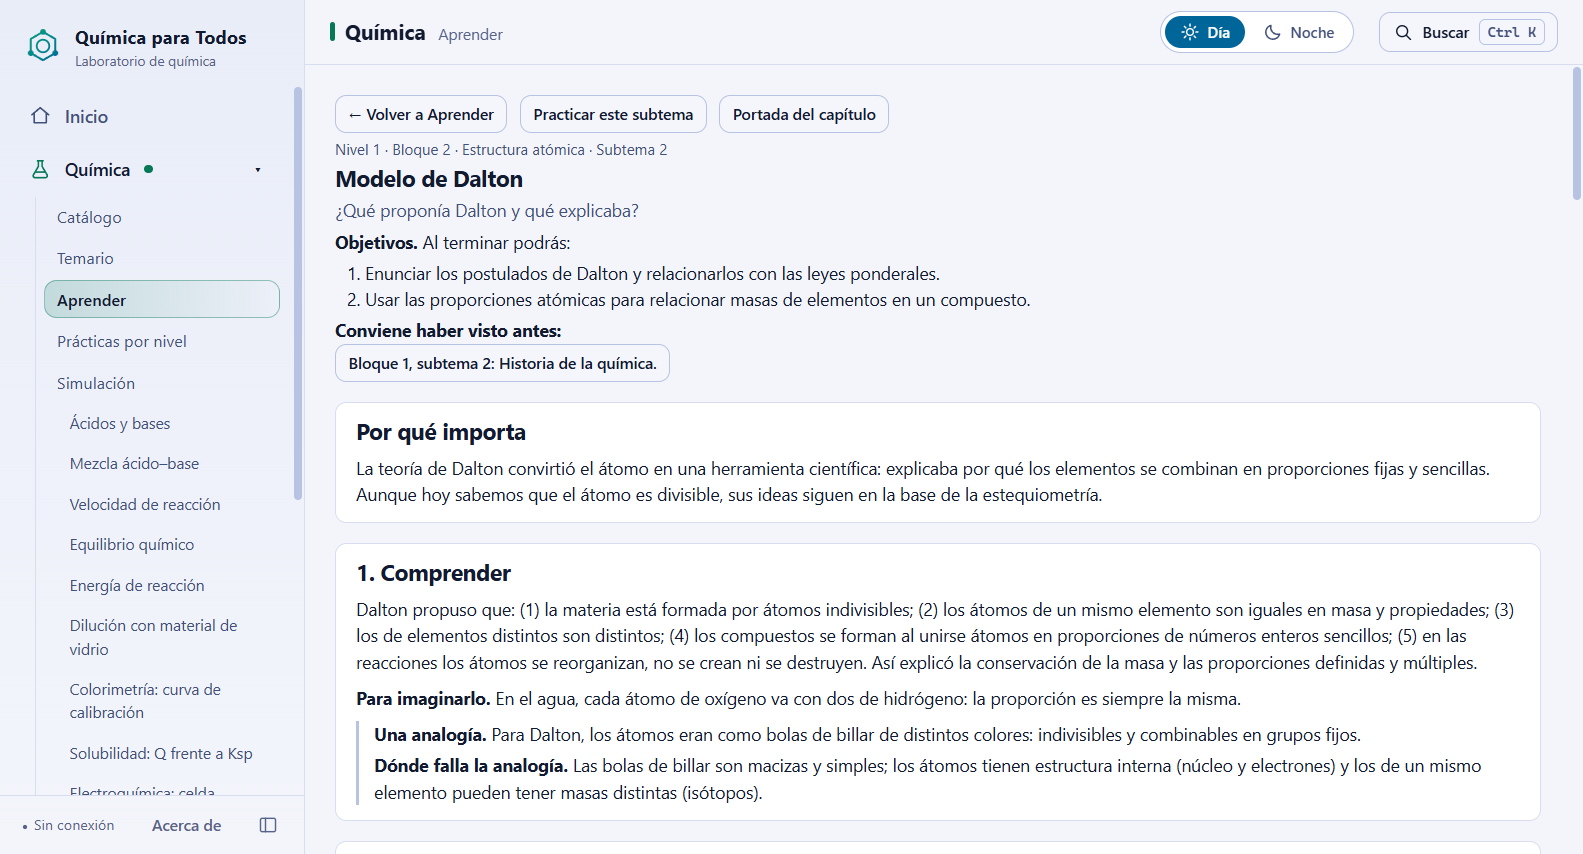 Química para Todos
Laboratorio de química
Inicio
Química
Catálogo
Temario
Aprender
Prácticas por nivel
Simulación
Ácidos y bases
Mezcla ácido–base
Velocidad de reacción
Equilibrio químico
Energía de reacción
Dilución con material de
vidrio
Colorimetría: curva de
calibración
Solubilidad: Q frente a Ksp
Electroquímica: celda
Sin conexión
Acerca de
Química Aprender
Día
Noche
Buscar Ctrl K
← Volver a Aprender
Practicar este subtema
Portada del capítulo
Nivel 1 · Bloque 2 · Estructura atómica · Subtema 2
Modelo de Dalton
¿Qué proponía Dalton y qué explicaba?
Objetivos. Al terminar podrás:
1. Enunciar los postulados de Dalton y relacionarlos con las leyes ponderales.
2. Usar las proporciones atómicas para relacionar masas de elementos en un compuesto.
Conviene haber visto antes:
Bloque 1, subtema 2: Historia de la química.
Por qué importa
La teoría de Dalton convirtió el átomo en una herramienta científica: explicaba por qué los elementos se combinan en proporciones fijas y sencillas.
Aunque hoy sabemos que el átomo es divisible, sus ideas siguen en la base de la estequiometría.
1. Comprender
Dalton propuso que: (1) la materia está formada por átomos indivisibles; (2) los átomos de un mismo elemento son iguales en masa y propiedades; (3)
los de elementos distintos son distintos; (4) los compuestos se forman al unirse átomos en proporciones de números enteros sencillos; (5) en las
reacciones los átomos se reorganizan, no se crean ni se destruyen. Así explicó la conservación de la masa y las proporciones definidas y múltiples.
Para imaginarlo. En el agua, cada átomo de oxígeno va con dos de hidrógeno: la proporción es siempre la misma.
Una analogía. Para Dalton, los átomos eran como bolas de billar de distintos colores: indivisibles y combinables en grupos fijos.
Dónde falla la analogía. Las bolas de billar son macizas y simples; los átomos tienen estructura interna (núcleo y electrones) y los de un mismo
elemento pueden tener masas distintas (isótopos).